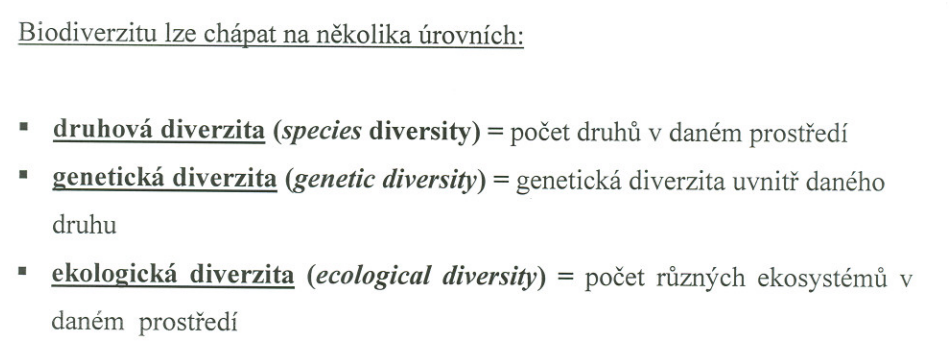 Biodiverzitu lze chápat na několika úrovních:
▪ druhová diverzita (species diversity) = počet druhů v daném prostředí
▪ genetická diverzita (genetic diversity) = genetická diverzita uvnitř daného
druhu
▪ ekologická diverzita (ecological diversity) = počet různých ekosystémů v
daném prostředí